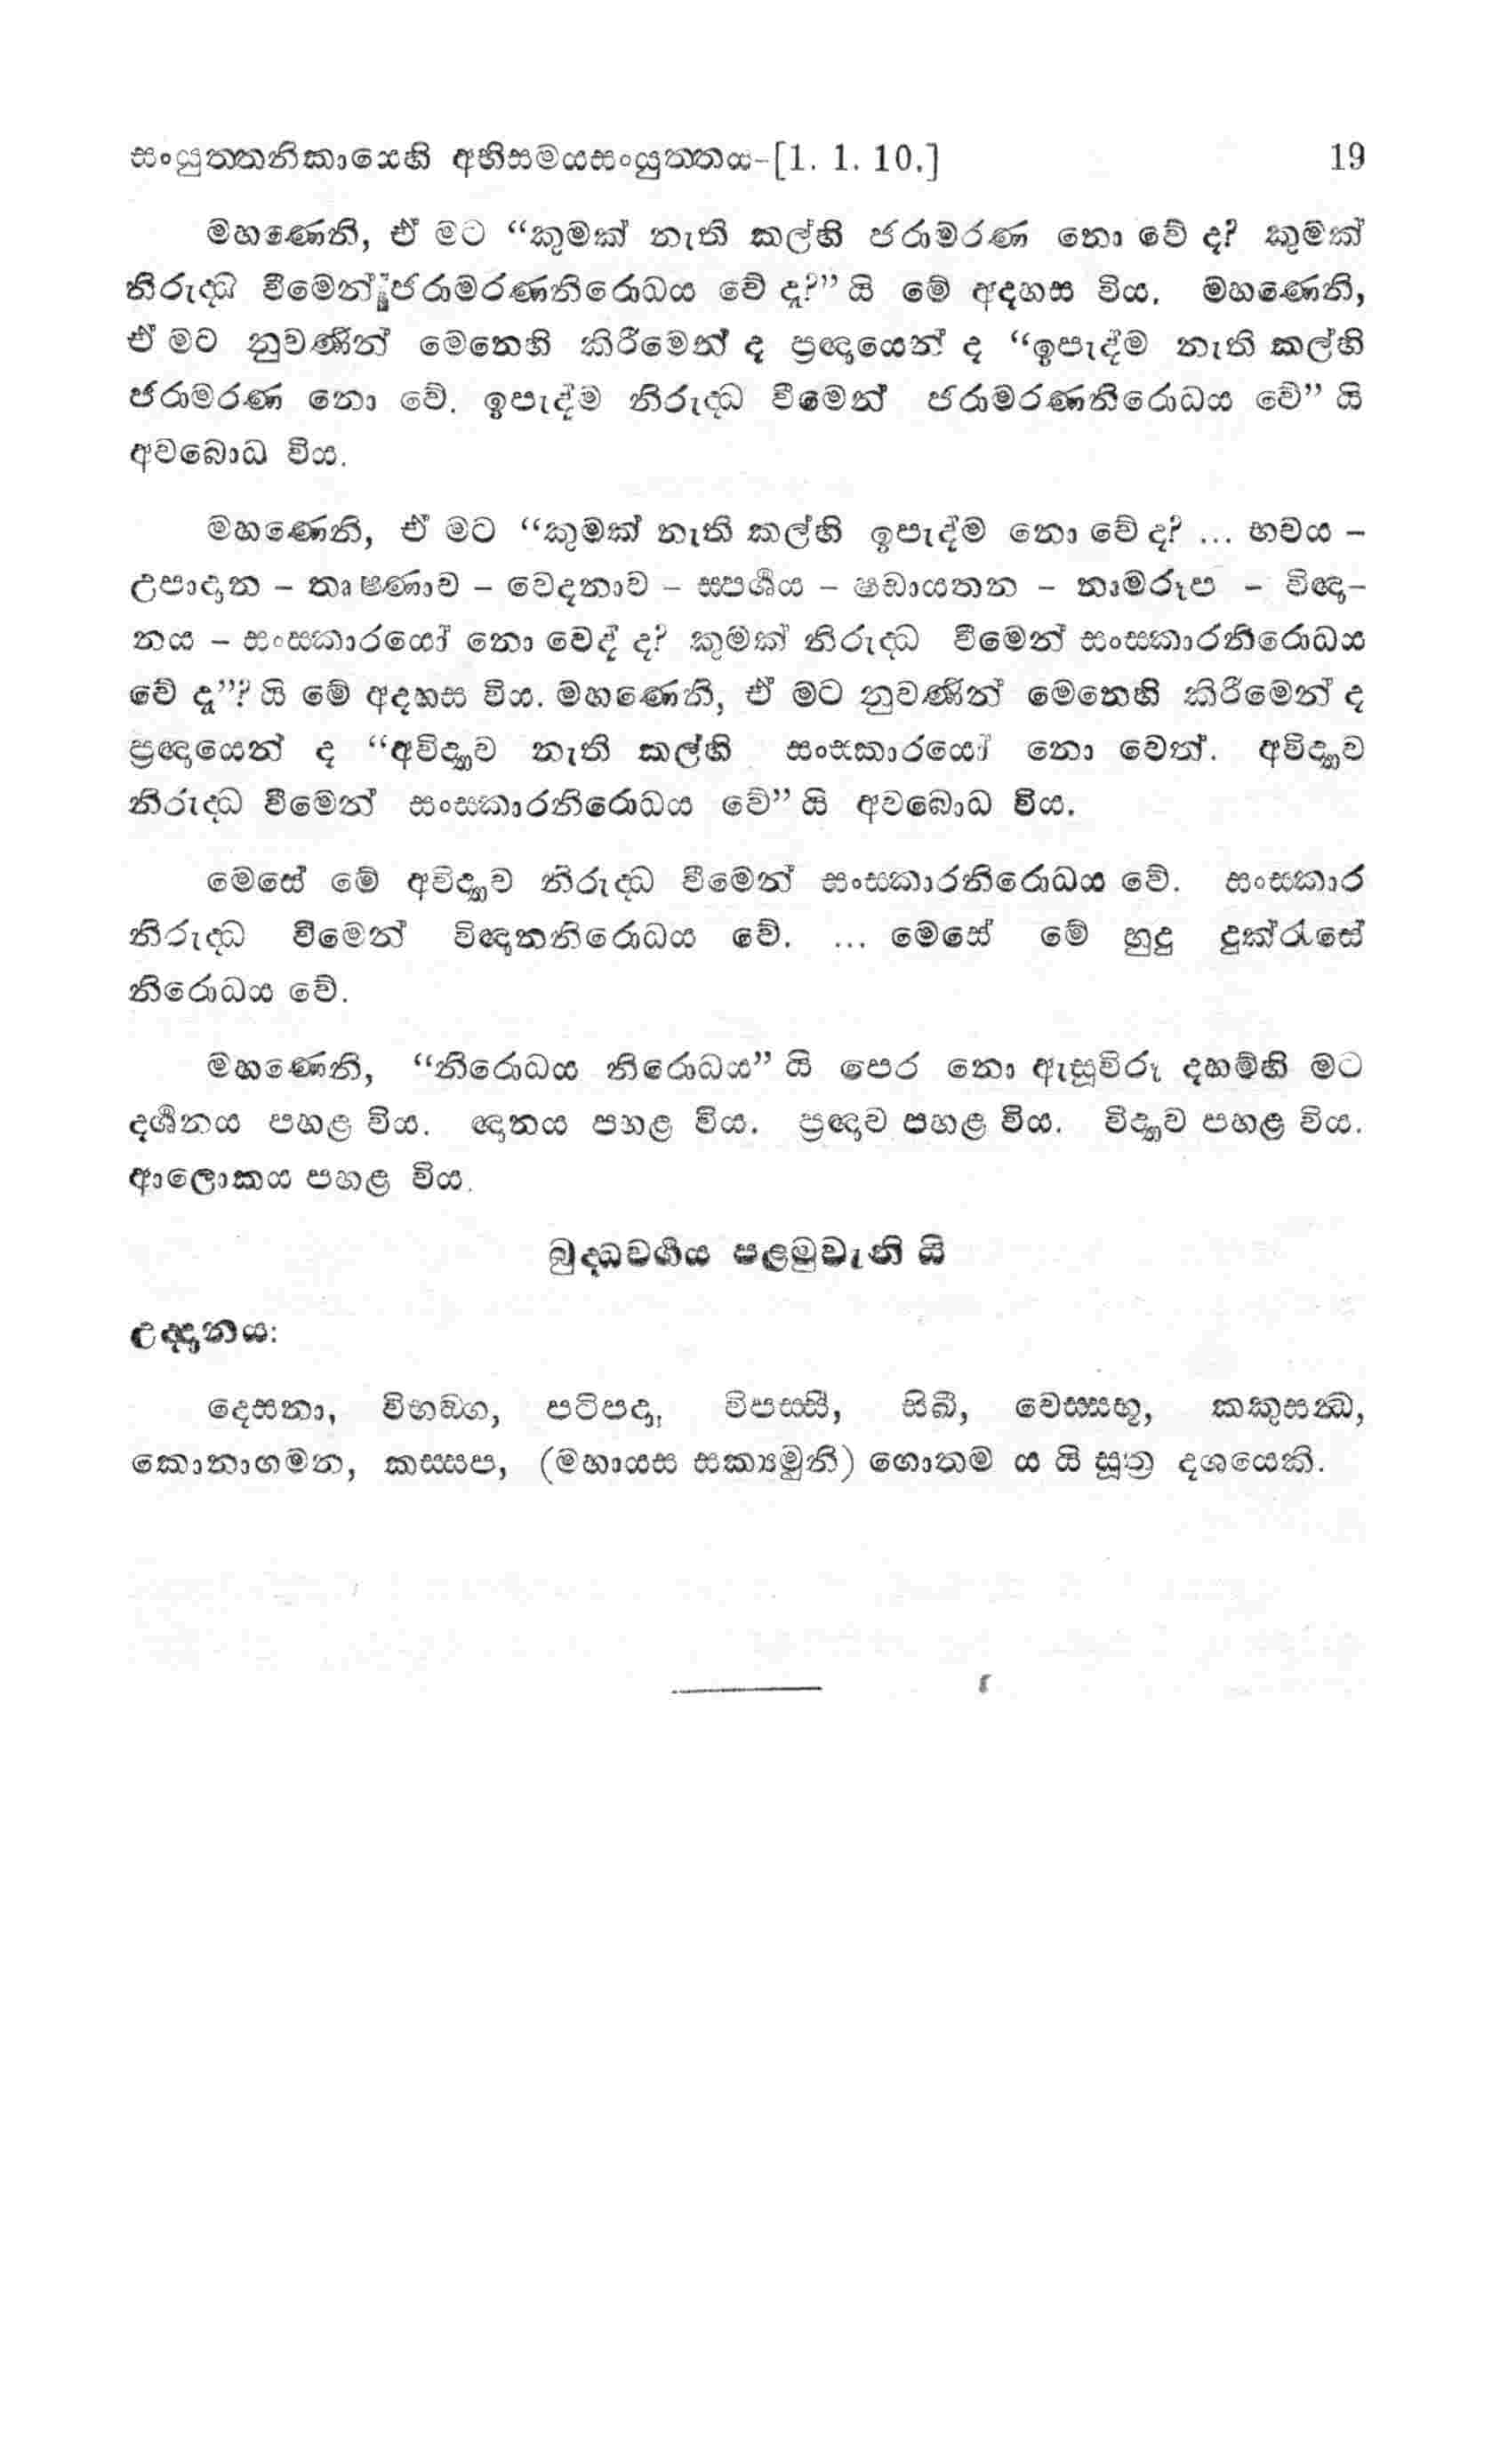 සංයුත්තනිකායෙහි අභිසමයසංයුත්තය-[1. 1. 10.] 19
මහණෙනි, ඒ මට “කුමක් නැති කල්හි ජරාමරණ නො වේ ද? කුමක්
නිරුද්ධ වීමෙන් ජරාමරණනිරොධය වේ දැ?” යි මේ අදහස විය. මහණෙනි,
ඒ මට නුවණින් මෙනෙහි කිරීමෙන් ද ප්‍රඥායෙන් ද “ඉපැද්ම නැති කල්හි
ජරාමරණ නො වේ. ඉපැද්ම නිරුද්ධ වීමෙන් ජරාමරණනිරොධය වේ” යි
අවබොධ විය.
මහණෙනි, ඒ මට “කුමක් නැති කල්හි ඉපැද්ම නො වේ ද? ... භවය –
උපාදාන – තෘෂ්ණාව – වෙදනාව – ස්පර්‍ශය – ෂඩායතන – නාමරූප – විඥා-
නය – සංස්කාරයෝ නො වෙද් ද? කුමක් නිරුද්ධ වීමෙන් සංස්කාරනිරොධය
වේ දැ”? යි මේ අදහස විය. මහණෙනි, ඒ මට නුවණින් මෙනෙහි කිරීමෙන් ද
ප්‍රඥායෙන් ද “අවිද්‍යාව නැති කල්හි සංස්කාරයෝ නො වෙත්. අවිද්‍යාව
නිරුද්ධ වීමෙන් සංස්කාරනිරොධය වේ” යි අවබොධ විය.
මෙසේ මේ අවිද්‍යාව නිරුද්ධ වීමෙන් සංස්කාරනිරොධය වේ. සංස්කාර
නිරුද්ධ වීමෙන් විඥානනිරොධය වේ. ... මෙසේ මේ හුදු දුක්රැසේ
නිරොධය වේ.
මහණෙනි, “නිරොධය නිරොධය” යි පෙර නො ඇසූවිරූ දහම්හි මට
දර්‍ශනය පහළ විය. ඥානය පහළ විය. ප්‍රඥාව පහළ විය. විද්‍යාව පහළ විය.
ආලොකය පහළ විය.
බුද්ධවර්‍ගය පළමුවැනි යි
උද්දානය:
දෙසනා, විභඞ්ග, පටිපදා, විපස්සී, සිඛී, වෙස්සභූ, කකුසන්ධ,
කොනාගමන, කස්සප, (මහායස සක්‍යමුනි) ගොතම ය යි සූත්‍ර දශයෙකි.